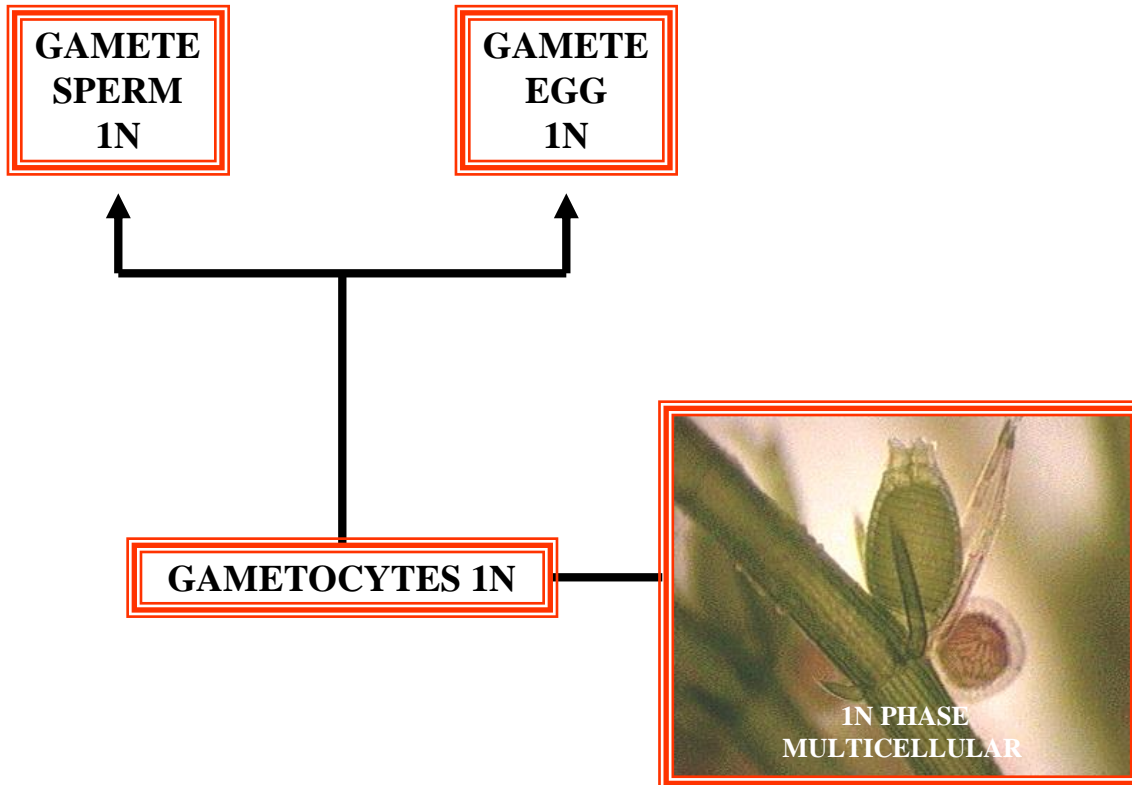 GAMETE
SPERM
1N
GAMETE
EGG
1N
GAMETOCYTES 1N
1N PHASE
MULTICELLULAR